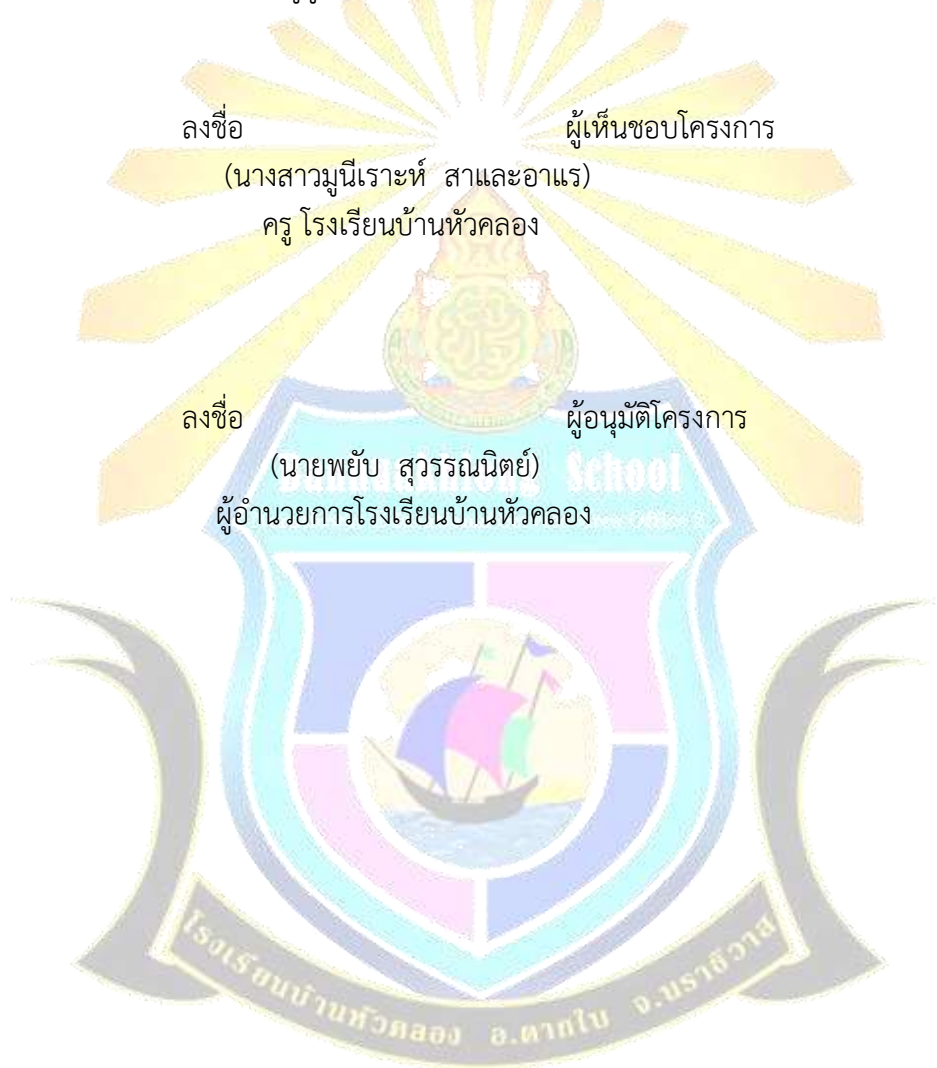 ลงชื่อ ผู้เห็นชอบโครงการ
(นางสาวมูนีเราะห์ สาและอาแร)
ครู โรงเรียนบ้านหัวคลอง
ลงชื่อ ผู้อนุมัติโครงการ
(นายพยับ สุวรรณนิตย์)
ผู้อำนวยการโรงเรียนบ้านหัวคลอง
School
โรงเรียนบ้านหัวคลอง อ.ตากใบ จ.นราธิวาส